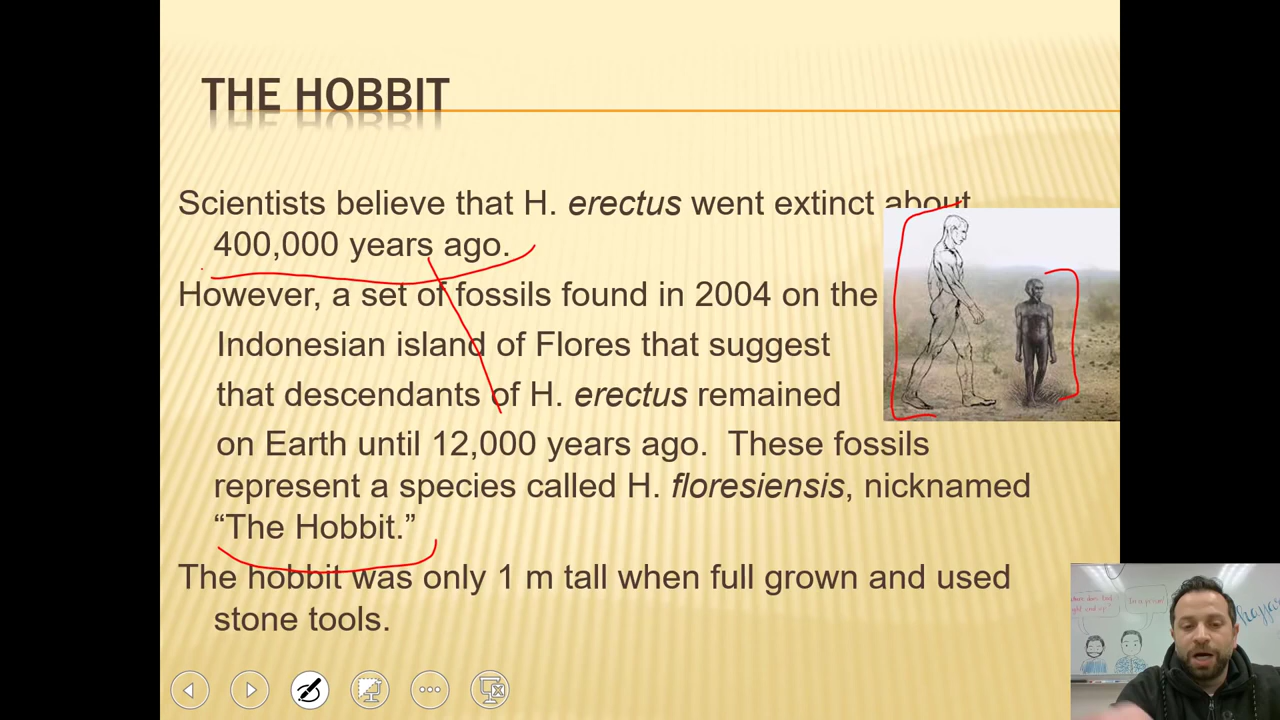 THE HOBBIT
Scientists believe that H. erectus went extinct about
400,000 years ago.
However, a set of fossils found in 2004 on the
Indonesian island of Flores that suggest
that descendants of H. erectus remained
on Earth until 12,000 years ago.  These fossils
represent a species called H. floresiensis, nicknamed
“The Hobbit.”
The hobbit was only 1 m tall when full grown and used
stone tools.